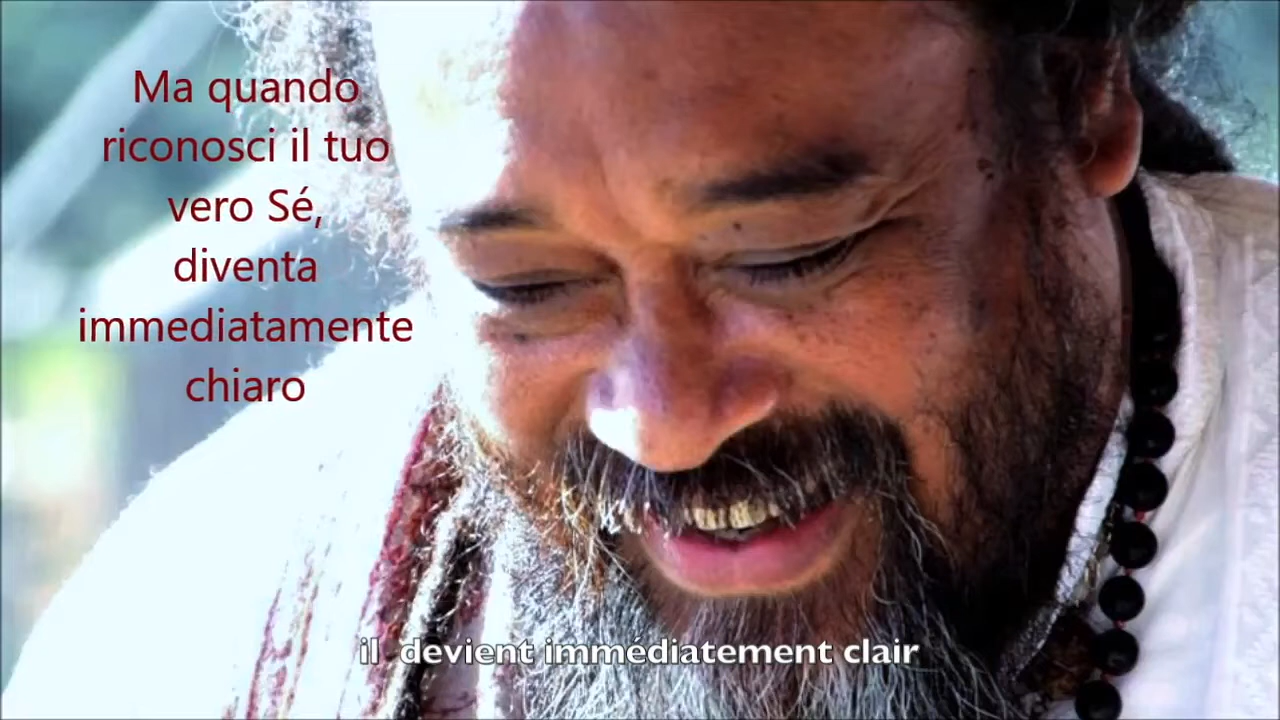 Ma quando
riconosci il tuo
vero Sé,
diventa
immediatamente
chiaro
il devient immédiatement clair